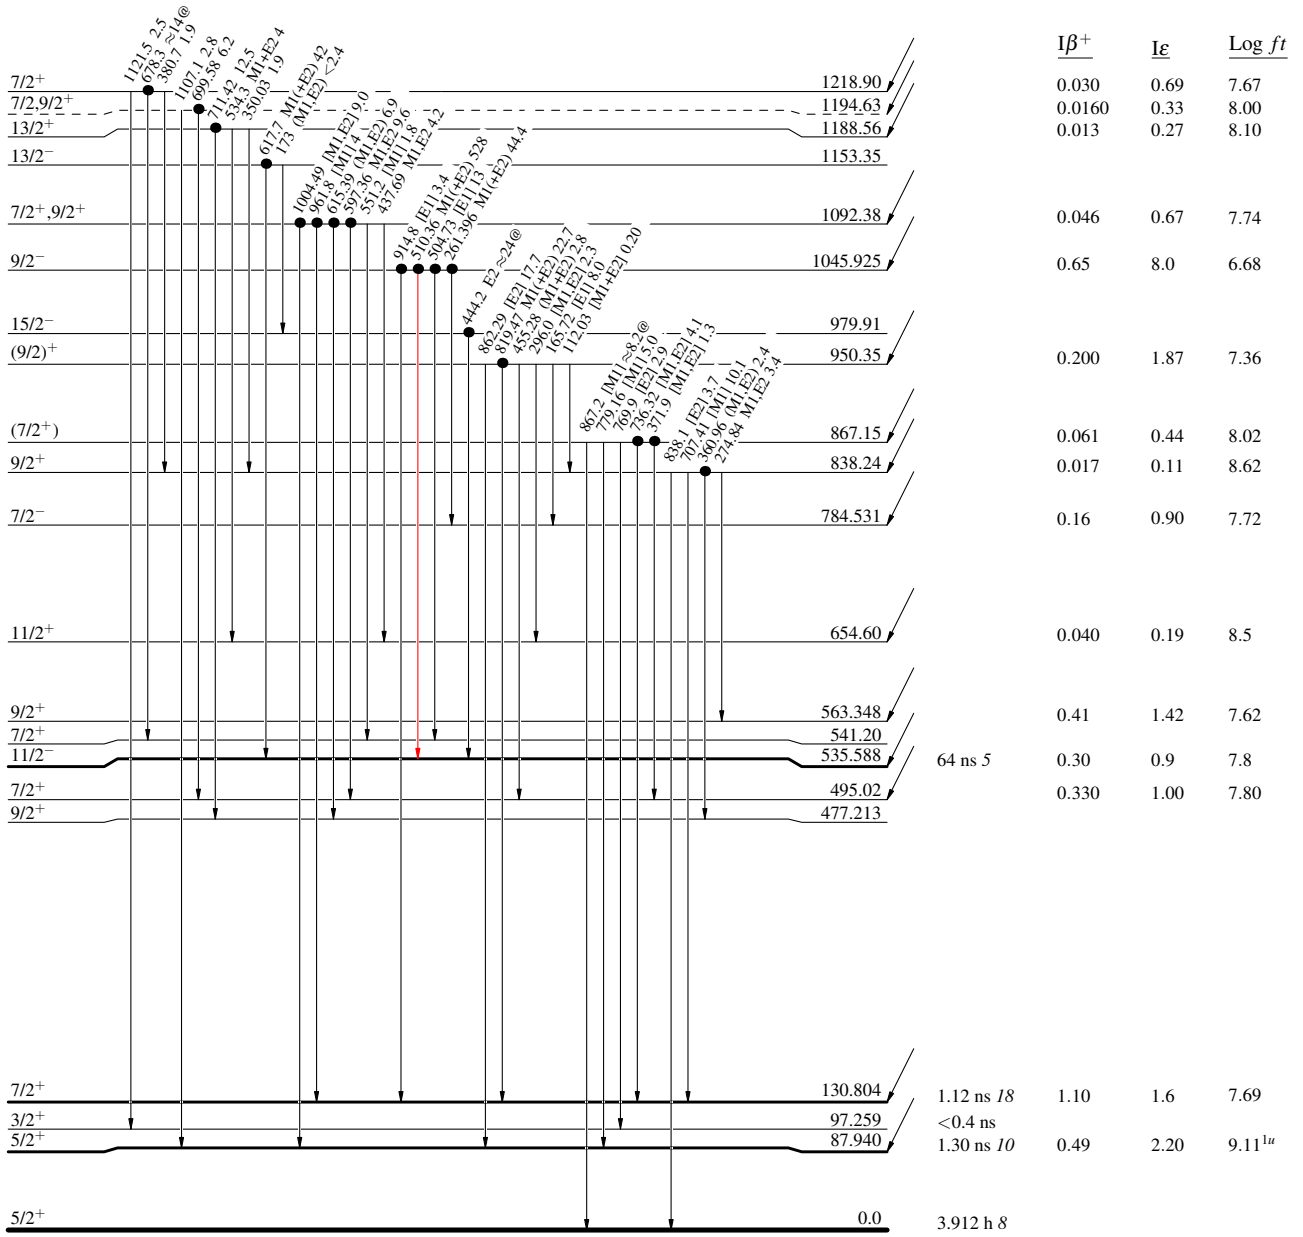 Iβ+ Iε Log ft
1121.5 2.5
678.3 ≈14@
380.7 1.9
1107.1 2.8
699.58 6.2
711.42 12.5
534.3 M1+E2 4
350.03 1.9
617.7 M1(+E2) 42
173 (M1,E2) <2.4
1004.49 [M1,E2] 9.0
961.8 [M1] 4
615.39 (M1,E2) 6.9
597.36 M1,E2 9.6
551.2 [M1] 1.8
437.69 M1,E2 4.2
914.8 [E1] 3.4
510.36 M1(+E2) 528
504.73 [E1] 13
261.396 M1(+E2) 44.4
444.2 E2 ≈24@
862.29 [E2] 17.7
819.47 M1(+E2) 22.7
455.28 (M1+E2) 2.8
296.0 [M1,E2] 2.3
165.72 [E1] 8.0
112.03 [M1+E2] 0.20
867.2 [M1] ≈8.2@
779.16 [M1] 5.0
769.9 [E2] 2.9
736.32 [M1,E2] 4.1
371.9 [M1,E2] 1.3
838.1 [E2] 3.7
707.41 [M1] 10.1
360.96 (M1,E2) 2.4
274.84 M1,E2 3.4
7/2+ 1218.90 0.030 0.69 7.67
7/2,9/2+ 1194.63 0.0160 0.33 8.00
13/2+ 1188.56 0.013 0.27 8.10
13/2− 1153.35
7/2+,9/2+ 1092.38 0.046 0.67 7.74
9/2− 1045.925 0.65 8.0 6.68
15/2− 979.91
(9/2)+ 950.35 0.200 1.87 7.36
(7/2+) 867.15 0.061 0.44 8.02
9/2+ 838.24 0.017 0.11 8.62
7/2− 784.531 0.16 0.90 7.72
11/2+ 654.60 0.040 0.19 8.5
9/2+ 563.348 0.41 1.42 7.62
7/2+ 541.20
11/2− 535.588 64 ns 5 0.30 0.9 7.8
7/2+ 495.02 0.330 1.00 7.80
9/2+ 477.213
7/2+ 130.804 1.12 ns 18 1.10 1.6 7.69
3/2+ 97.259 <0.4 ns
5/2+ 87.940 1.30 ns 10 0.49 2.20 9.11 1u
5/2+ 0.0 3.912 h 8